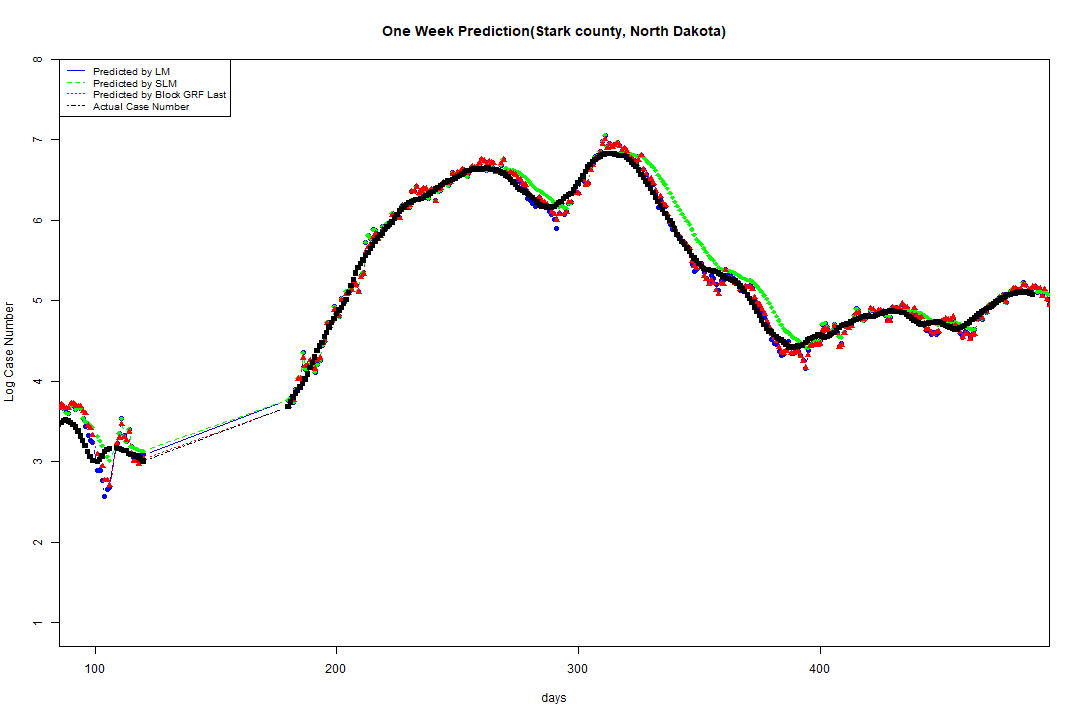 One Week Prediction(Stark county, North Dakota)
Predicted by LM
Predicted by SLM
Predicted by Block GRF Last
Actual Case Number
8
7
6
5
4
3
2
1
Log Case Number
100 200 300 400
days